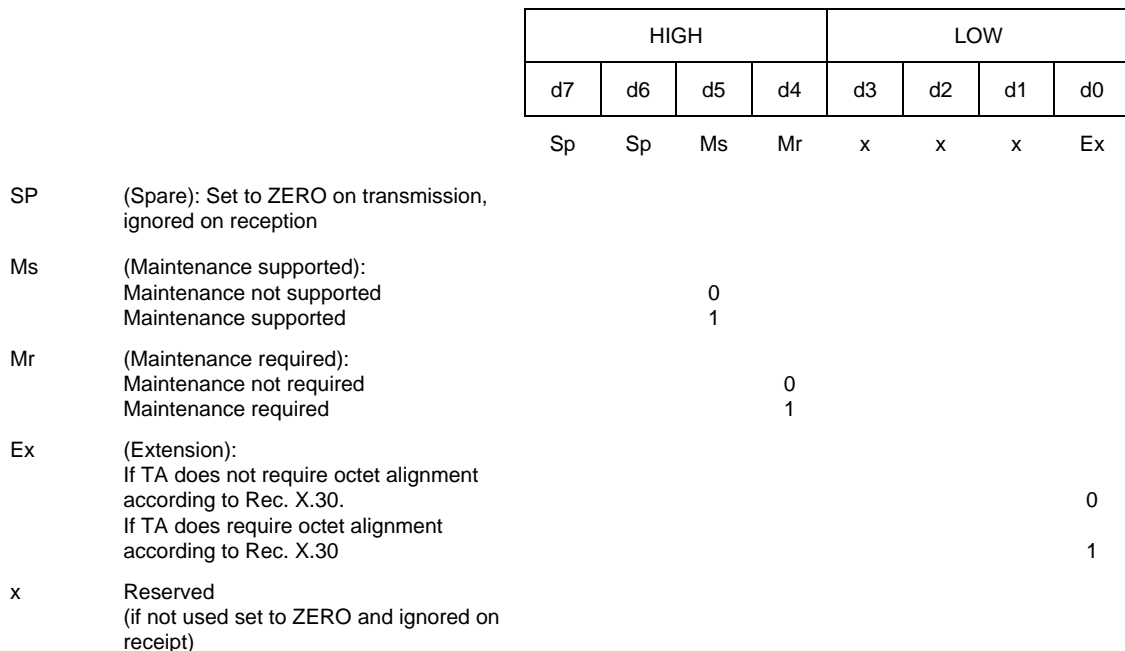 HIGH LOW
d7 d6 d5 d4 d3 d2 d1 d0
Sp Sp Ms Mr x x x Ex
SP (Spare): Set to ZERO on transmission,
ignored on reception
Ms (Maintenance supported):
Maintenance not supported 0
Maintenance supported 1
Mr (Maintenance required):
Maintenance not required 0
Maintenance required 1
Ex (Extension):
If TA does not require octet alignment
according to Rec. X.30. 0
If TA does require octet alignment
according to Rec. X.30 1
x Reserved
(if not used set to ZERO and ignored on
receipt)